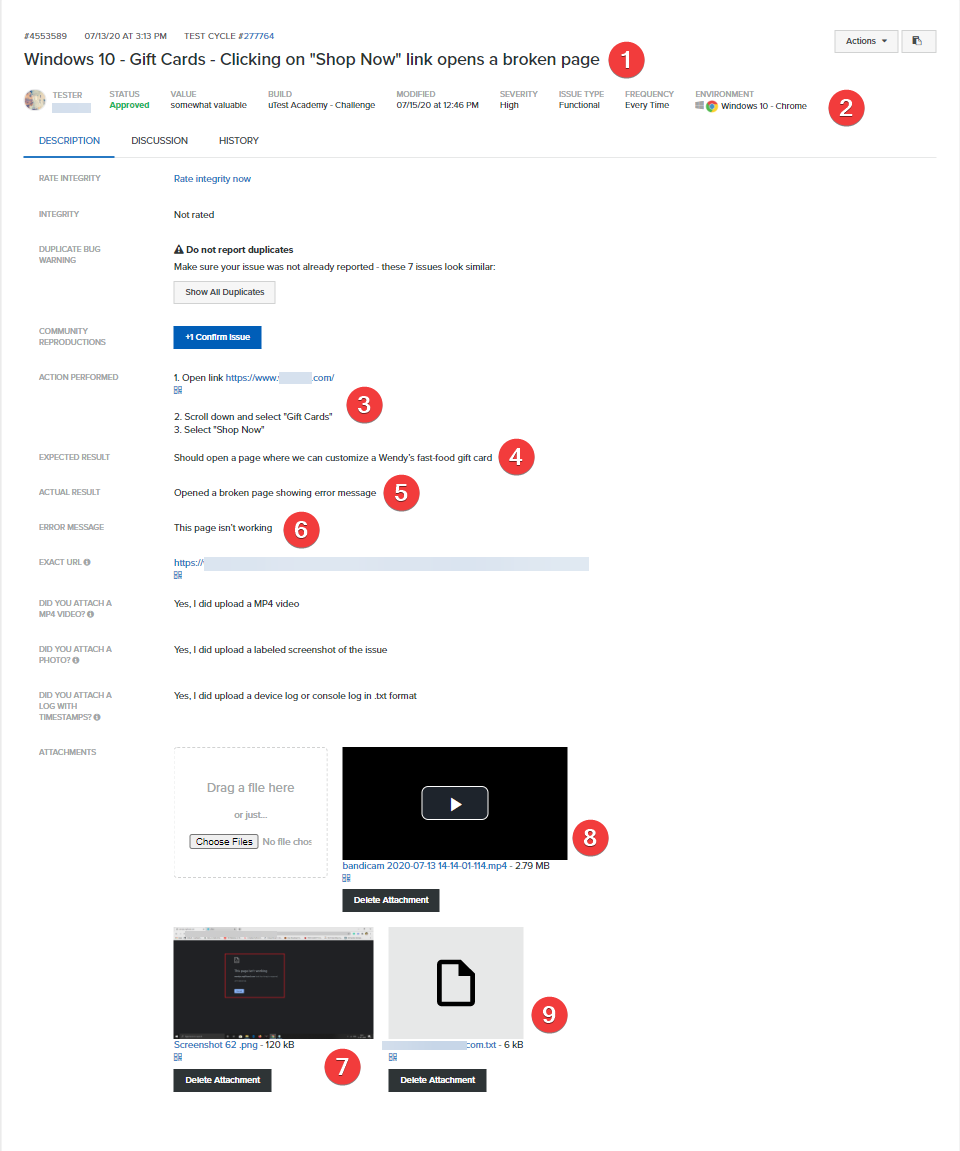 #4553589 07/13/20 AT 3:13 PM TEST CYCLE #277764
Actions
Windows 10 - Gift Cards - Clicking on "Shop Now" link opens a broken page
1
TESTER
STATUS
Approved
VALUE
somewhat valuable
BUILD
uTest Academy - Challenge
MODIFIED
07/15/20 at 12:46 PM
SEVERITY
High
ISSUE TYPE
Functional
FREQUENCY
Every Time
ENVIRONMENT
Windows 10 - Chrome
2
DESCRIPTION DISCUSSION HISTORY
RATE INTEGRITY
Rate integrity now
INTEGRITY
Not rated
DUPLICATE BUG
WARNING
Do not report duplicates
Make sure your issue was not already reported - these 7 issues look similar:
Show All Duplicates
COMMUNITY
REPRODUCTIONS
+1 Confirm Issue
ACTION PERFORMED
1. Open link https://www. .com/
2. Scroll down and select "Gift Cards"
3. Select "Shop Now"
3
EXPECTED RESULT
Should open a page where we can customize a Wendy's fast-food gift card
4
ACTUAL RESULT
Opened a broken page showing error message
5
ERROR MESSAGE
This page isn't working
6
EXACT URL
https://
DID YOU ATTACH A
MP4 VIDEO?
Yes, I did upload a MP4 video
DID YOU ATTACH A
PHOTO?
Yes, I did upload a labeled screenshot of the issue
DID YOU ATTACH A
LOG WITH
TIMESTAMPS?
Yes, I did upload a device log or console log in .txt format
ATTACHMENTS
Drag a file here
or just...
Choose Files No file chos
bandicam 2020-07-13 14-14-01-114.mp4 - 2.79 MB
Delete Attachment
8
This page isn't working
Screenshot 62 .png - 120 kB
Delete Attachment
7
com.txt - 6 kB
Delete Attachment
9